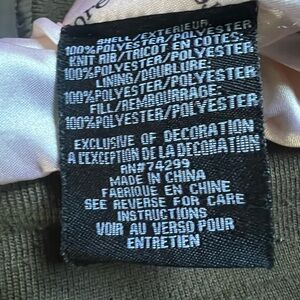 SHELL/EXTERIEUR
100%POLYESTER/POLYESTER
KNIT RIB/TRICOT EN COTES:
100%POLYESTER/POLYESTER
LINING/DOUBLURE:
100%POLYESTER/POLYESTER
FILL/REMBOURRAGE:
100%POLYESTER/POLYESTER
EXCLUSIVE OF DECORATION
A L'EXCEPTION DE LA DECORATION
RN#74299
MADE IN CHINA
FABRIQUE EN CHINE
SEE REVERSE FOR CARE
INSTRUCTIONS
VOIR AU VERSO POUR
ENTRETIEN